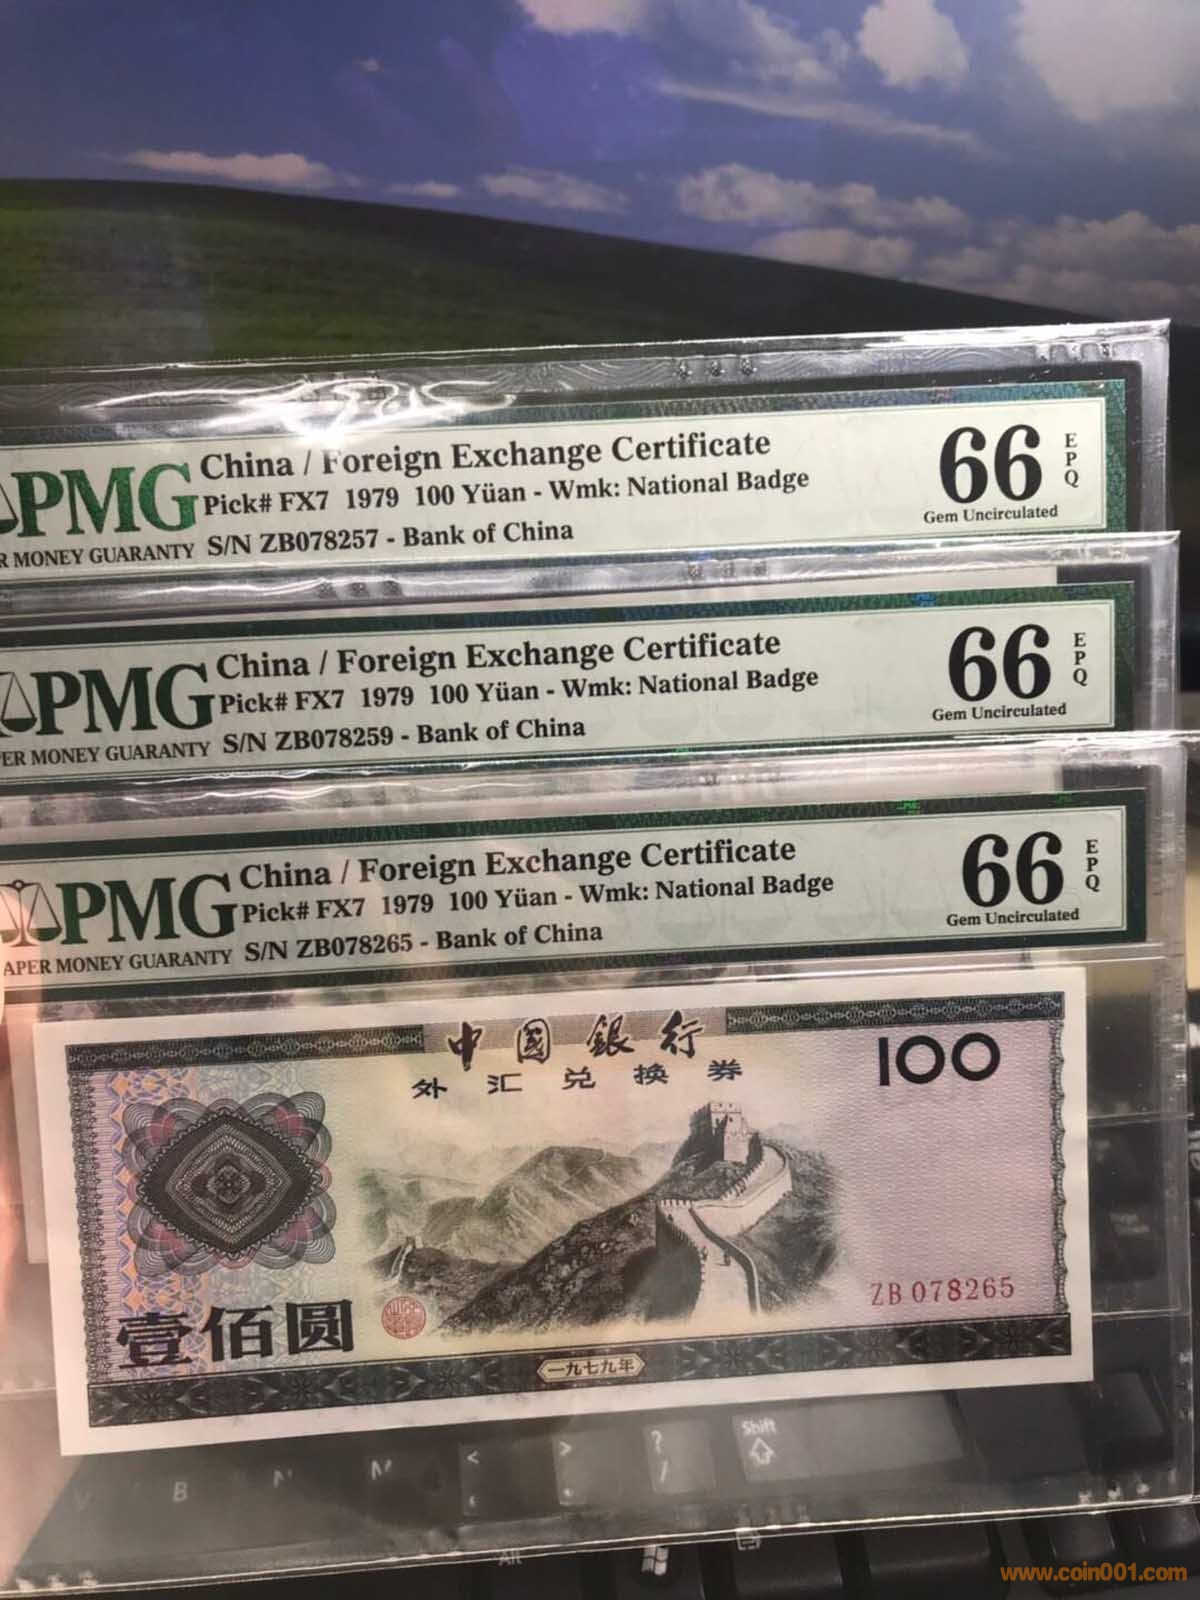 PMG
R MONEY GUARANTY
China / Foreign Exchange Certificate
Pick# FX7 1979 100 Yüan - Wmk: National Badge
S/N ZB078257 - Bank of China
66
EPQ
Gem Uncirculated
PMG
ER MONEY GUARANTY
China / Foreign Exchange Certificate
Pick# FX7 1979 100 Yüan - Wmk: National Badge
S/N ZB078259 - Bank of China
66
EPQ
Gem Uncirculated
PMG
APER MONEY GUARANTY
China / Foreign Exchange Certificate
Pick# FX7 1979 100 Yüan - Wmk: National Badge
S/N ZB078265 - Bank of China
66
EPQ
Gem Uncirculated
中國銀行
外汇兑换券
100
ZB 078265
壹佰圆
一九七九年
V B N M < , > . ? / Shift
Alt
www.coin001.com